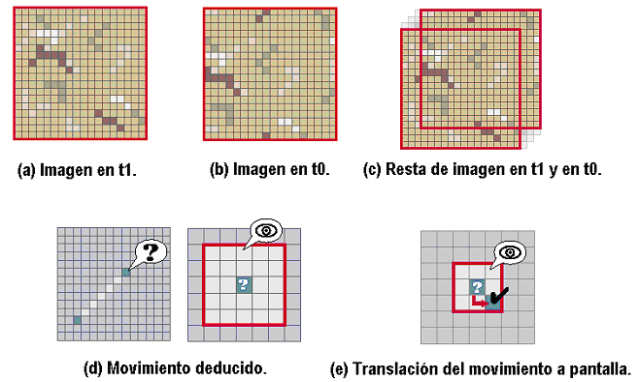 (a) Imagen en t1.
(b) Imagen en t0.
(c) Resta de imagen en t1 y en t0.
?
?
?
(d) Movimiento deducido.
(e) Translación del movimiento a pantalla.